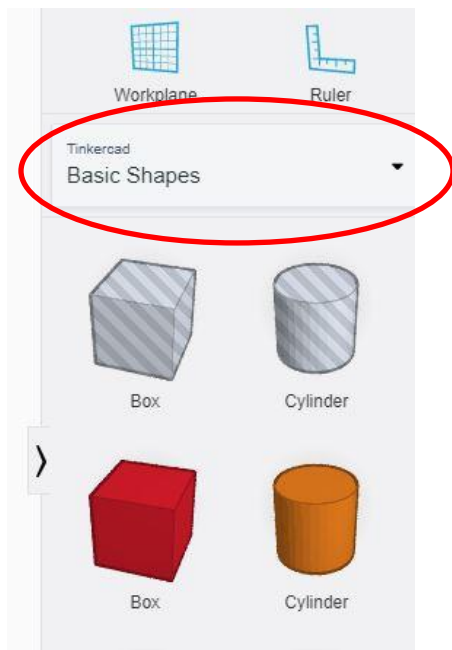 Workplane Ruler
Tinkercad
Basic Shapes
Box Cylinder
Box Cylinder